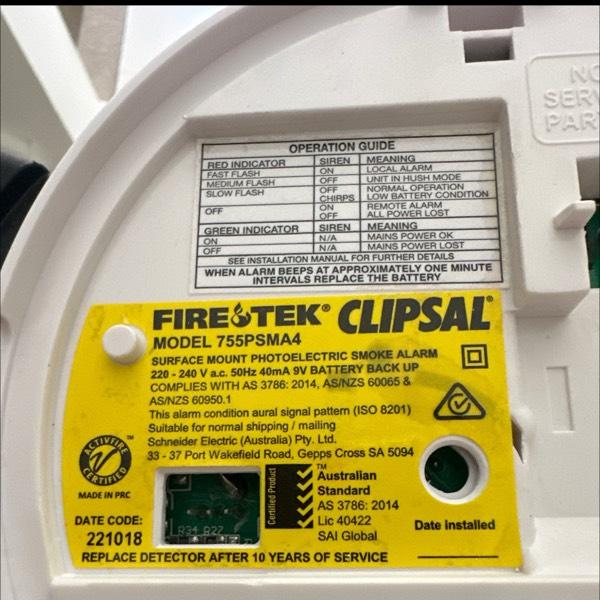 NO
SERV
PAR
OPERATION GUIDE
RED INDICATOR SIREN MEANING
FAST FLASH ON LOCAL ALARM
MEDIUM FLASH OFF UNIT IN HUSH MODE
SLOW FLASH OFF NORMAL OPERATION
CHIRPS LOW BATTERY CONDITION
OFF ON REMOTE ALARM
OFF ALL POWER LOST
GREEN INDICATOR SIREN MEANING
ON N/A MAINS POWER OK
OFF N/A MAINS POWER LOST
SEE INSTALLATION MANUAL FOR FURTHER DETAILS
WHEN ALARM BEEPS AT APPROXIMATELY ONE MINUTE
INTERVALS REPLACE THE BATTERY
FIRETEK® CLIPSAL®
MODEL 755PSMA4
SURFACE MOUNT PHOTOELECTRIC SMOKE ALARM
220 - 240 V a.c. 50Hz 40mA 9V BATTERY BACK UP
COMPLIES WITH AS 3786: 2014, AS/NZS 60065 &
AS/NZS 60950.1
This alarm condition aural signal pattern (ISO 8201)
Suitable for normal shipping / mailing
Schneider Electric (Australia) Pty. Ltd.
33 - 37 Port Wakefield Road, Gepps Cross SA 5094
ACTIVFIRE ™
CERTIFIED
MADE IN PRC
DATE CODE:
221018
R34 R27
Certified Product
™
Australian
Standard
AS 3786: 2014
Lic 40422
SAI Global
Date installed
REPLACE DETECTOR AFTER 10 YEARS OF SERVICE